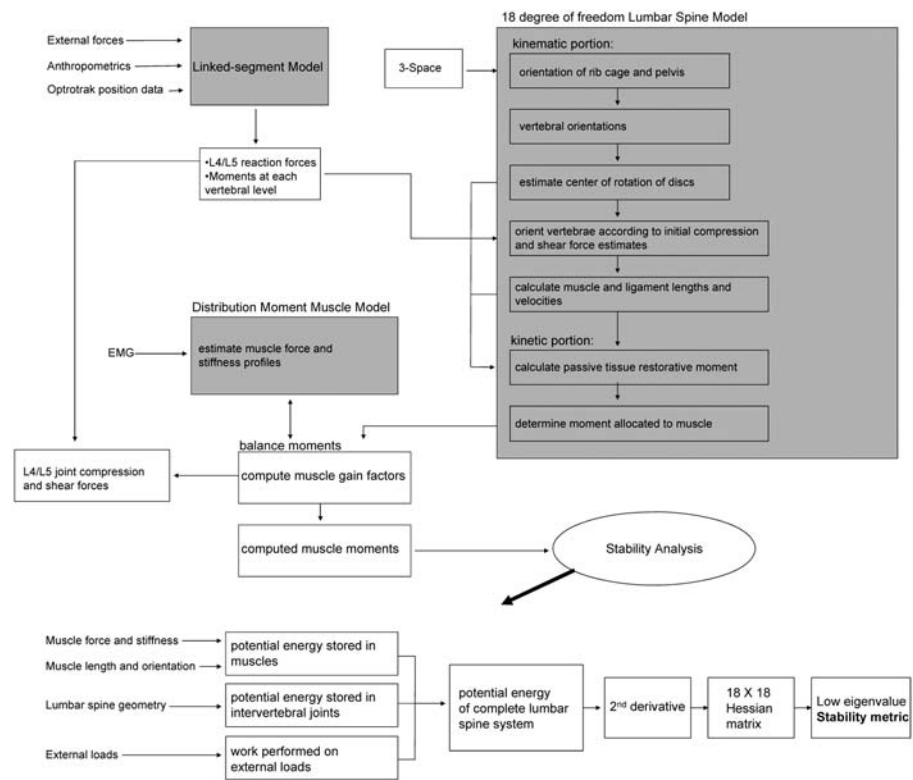 18 degree of freedom Lumbar Spine Model
External forces
Anthropometrics
Optrotrak position data
Linked-segment Model
3-Space
kinematic portion:
orientation of rib cage and pelvis
vertebral orientations
•L4/L5 reaction forces
•Moments at each
vertebral level
estimate center of rotation of discs
orient vertebrae according to initial compression
and shear force estimates
calculate muscle and ligament lengths and
velocities
kinetic portion:
calculate passive tissue restorative moment
determine moment allocated to muscle
Distribution Moment Muscle Model
EMG
estimate muscle force and
stiffness profiles
balance moments
compute muscle gain factors
L4/L5 joint compression
and shear forces
computed muscle moments
Stability Analysis
Muscle force and stiffness
Muscle length and orientation
potential energy stored in
muscles
Lumbar spine geometry
potential energy stored in
intervertebral joints
External loads
work performed on
external loads
potential energy
of complete lumbar
spine system
2nd derivative
18 X 18
Hessian
matrix
Low eigenvalue
Stability metric